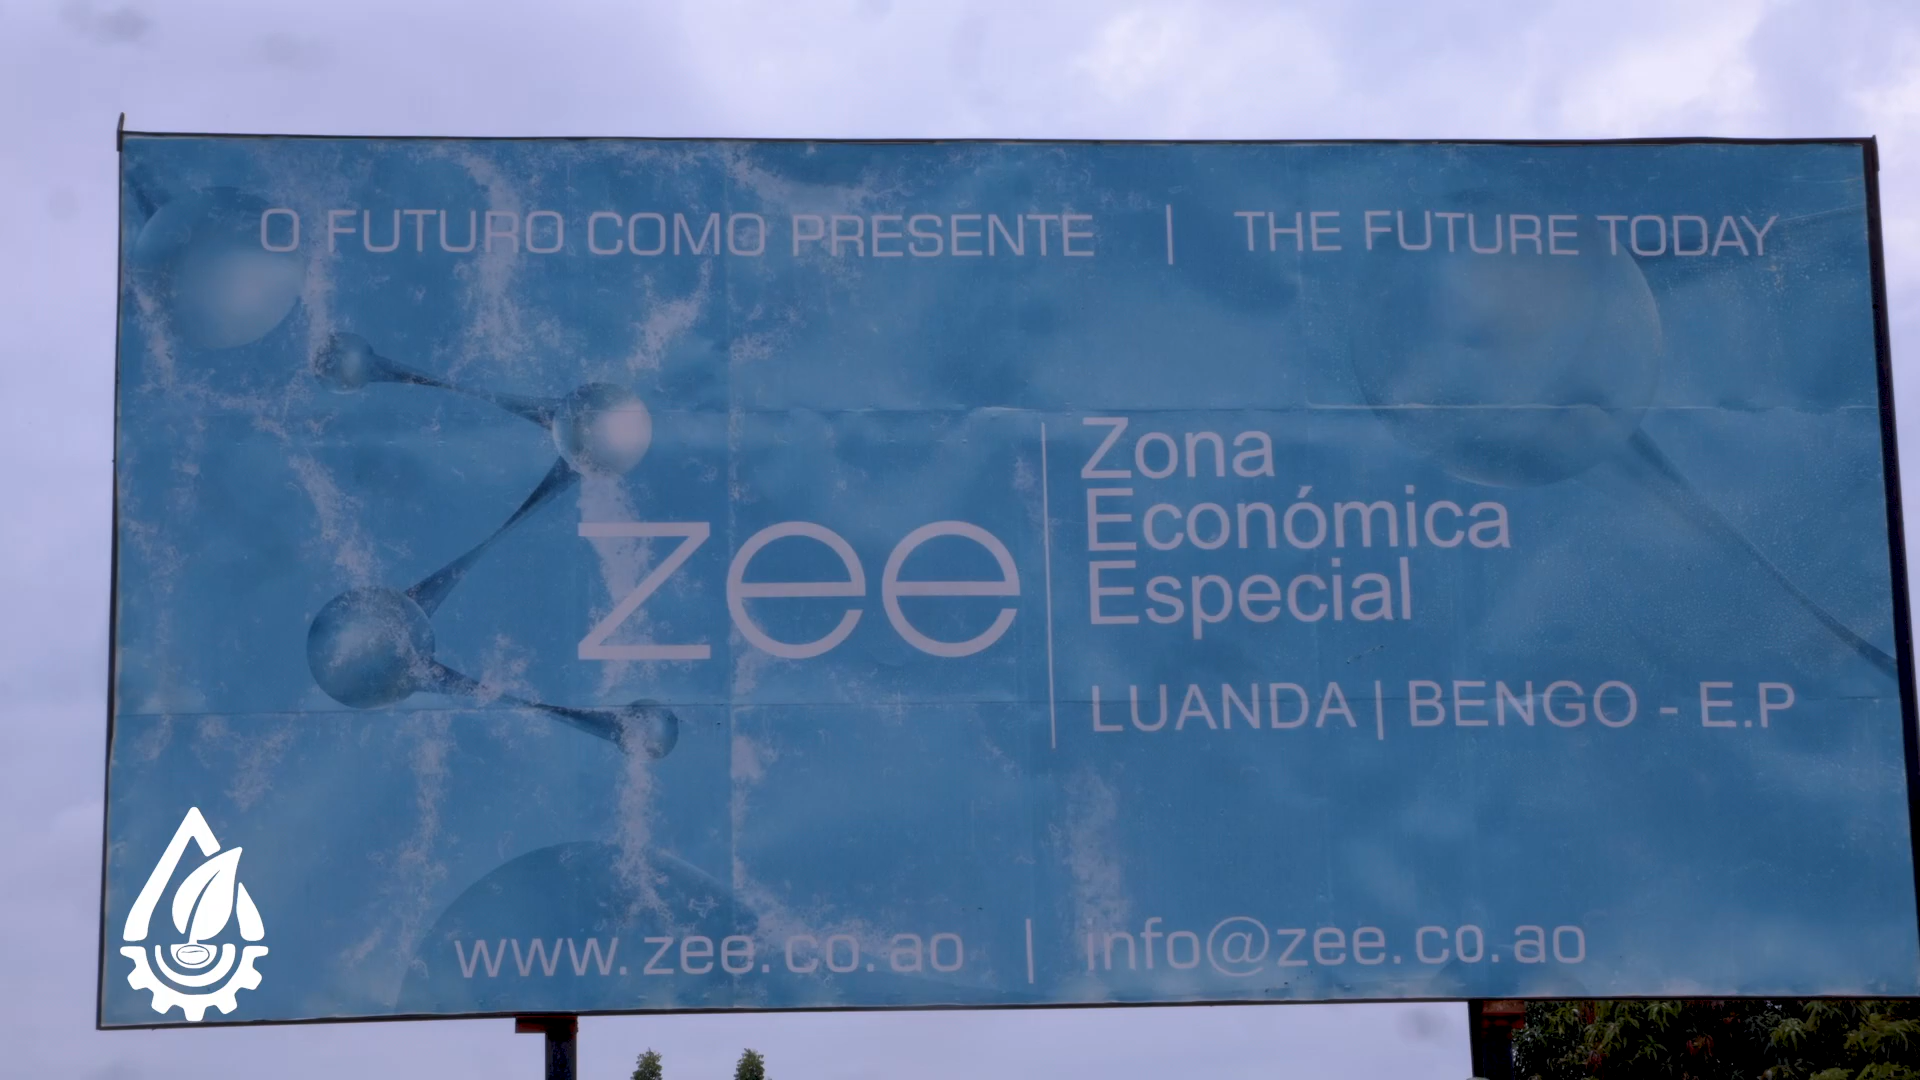 O FUTURO COMO PRESENTE | THE FUTURE TODAY
zee
Zona
Económica
Especial
LUANDA | BENGO - E.P
www.zee.co.ao | info@zee.co.ao